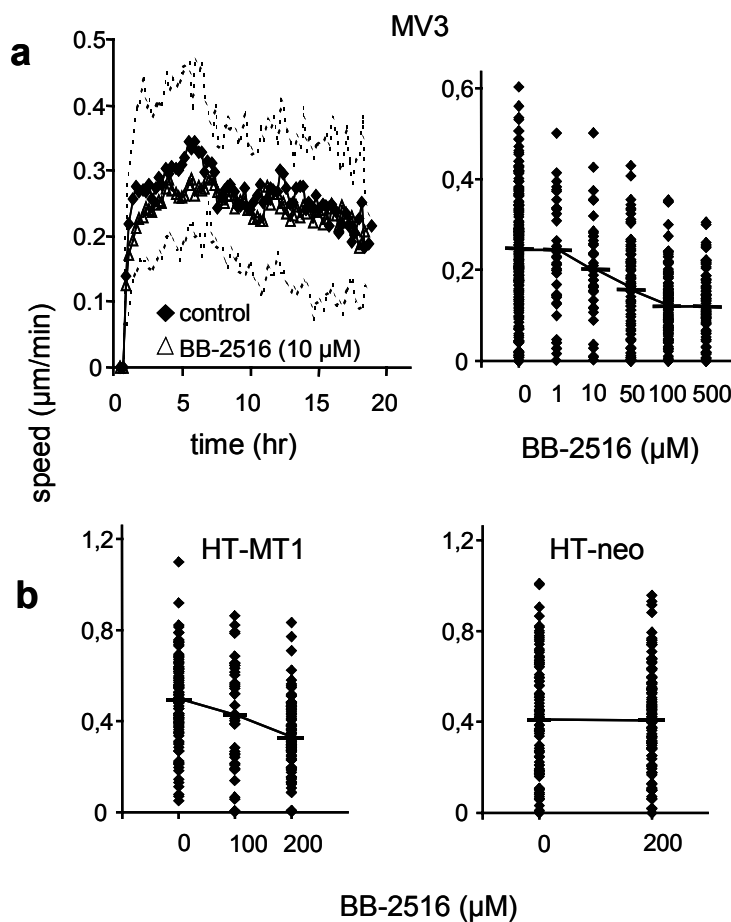 MV3
a
0.5
0.4
0.3
0.2
0.1
0
control
BB-2516 (10 µM)
0 5 10 15 20
time (hr)
speed (µm/min)
0,6
0,4
0,2
0
0 1 10 50 100 500
BB-2516 (µM)
b
HT-MT1
1,2
0,8
0,4
0
0 100 200
HT-neo
1,2
0,8
0,4
0
0 200
BB-2516 (µM)